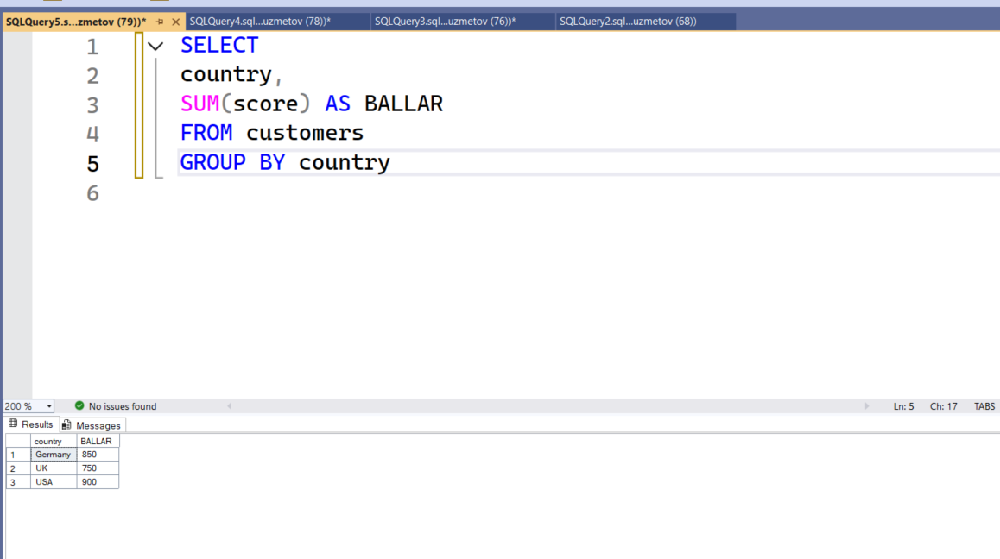 SQLQuery5.s...zmetov (79))* SQLQuery4.sql...uzmetov (78))* SQLQuery3.sql...uzmetov (76))* SQLQuery2.sql...uzmetov (68))
1 SELECT
2 country,
3 SUM(score) AS BALLAR
4 FROM customers
5 GROUP BY country
6
200 % No issues found Ln: 5 Ch: 17 TABS
Results Messages
country BALLAR
1 Germany 850
2 UK 750
3 USA 900